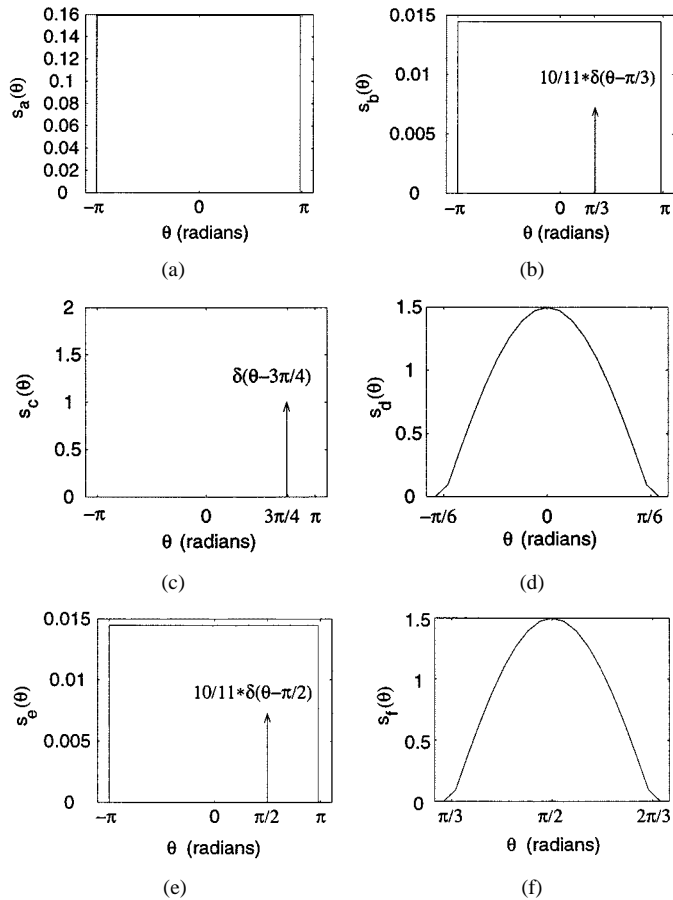 0.16
0.14
0.12
0.1
0.08
0.06
0.04
0.02
0
s_a(θ)
−π
0
π
θ (radians)
(a)
0.015
0.01
0.005
0
s_b(θ)
10/11*δ(θ−π/3)
−π
0
π/3
π
θ (radians)
(b)
2
1.5
1
0.5
0
s_c(θ)
δ(θ−3π/4)
−π
0
3π/4
π
θ (radians)
(c)
1.5
1
0.5
0
s_d(θ)
−π/6
0
π/6
θ (radians)
(d)
0.015
0.01
0.005
0
s_e(θ)
10/11*δ(θ−π/2)
−π
0
π/2
π
θ (radians)
(e)
1.5
1
0.5
0
s_f(θ)
π/3
π/2
2π/3
θ (radians)
(f)